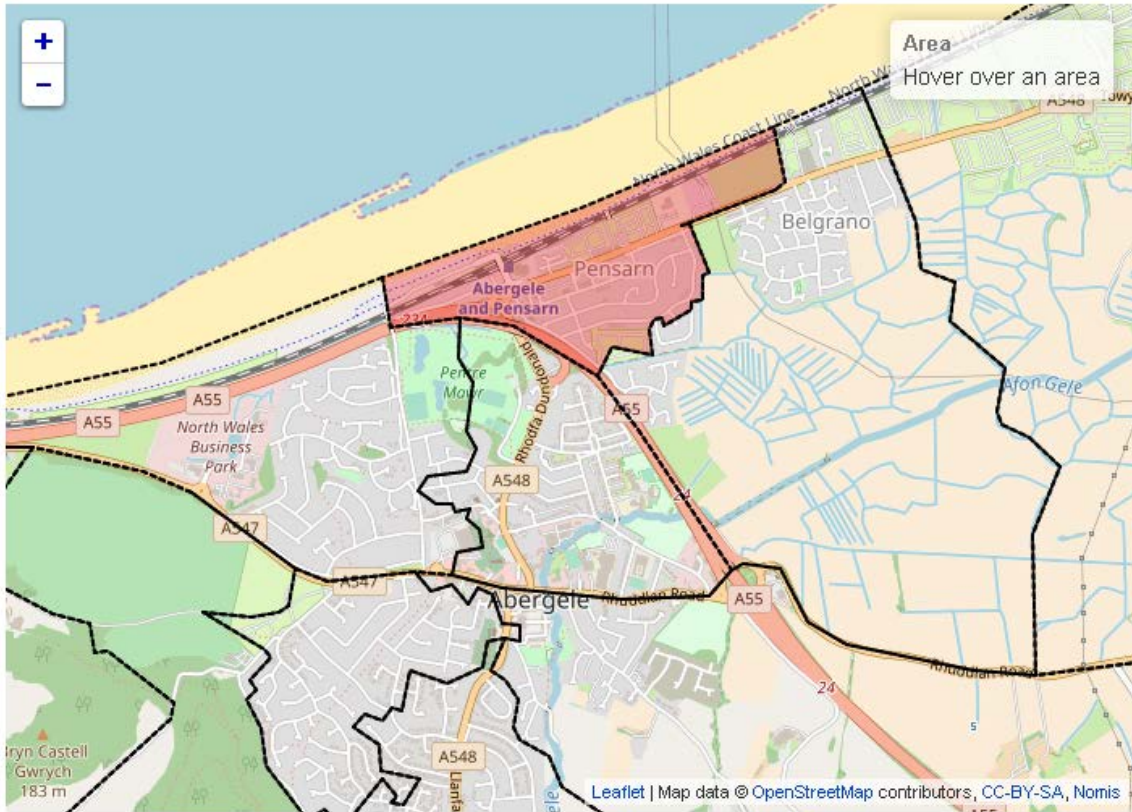 +
−
Area
Hover over an area
North Wales Coast Line
A548
Belgrano
Pensarn
Abergele
and Pensarn
23A
Pentre
Mawr
Rhodfa Dundonald
Afon Gele
A55
A55
A55
North Wales
Business
Park
A548
24
A547
A547
Abergele
Rhuddlan Road
A55
Rhuddlan Road
24
5
Bryn Castell
Gwrych
183 m
A548
Leaflet | Map data © OpenStreetMap contributors, CC-BY-SA, Nomis